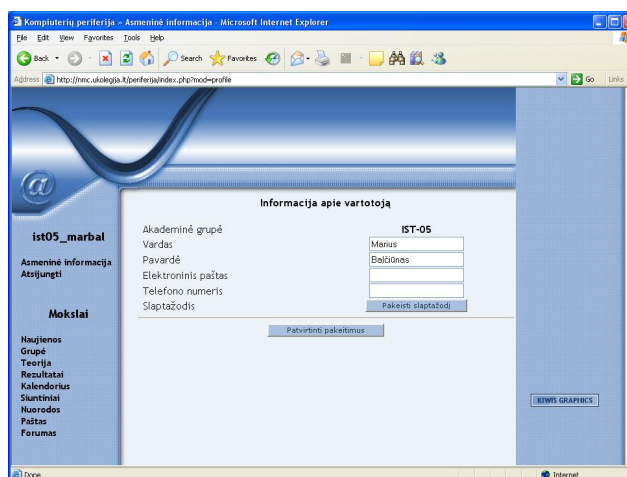 Kompiuterių periferija » Asmeninė informacija - Microsoft Internet Explorer
File Edit View Favorites Tools Help
Back Search Favorites
Address http://nmc.ukolegija.lt/periferija/index.php?mod=profile Go Links
@
Informacija apie vartotoją
ist05_marbal
Asmeninė informacija
Atsijungti
Akademinė grupė IST-05
Vardas Marius
Pavardė Balčiūnas
Elektroninis paštas
Telefono numeris
Slaptažodis Pakeisti slaptažodį
Patvirtinti pakeitimus
Mokslai
Naujienos
Grupė
Teorija
Rezultatai
Kalendorius
Siuntiniai
Nuorodos
Paštas
Forumas
KIWIS GRAPHICS
Done Internet